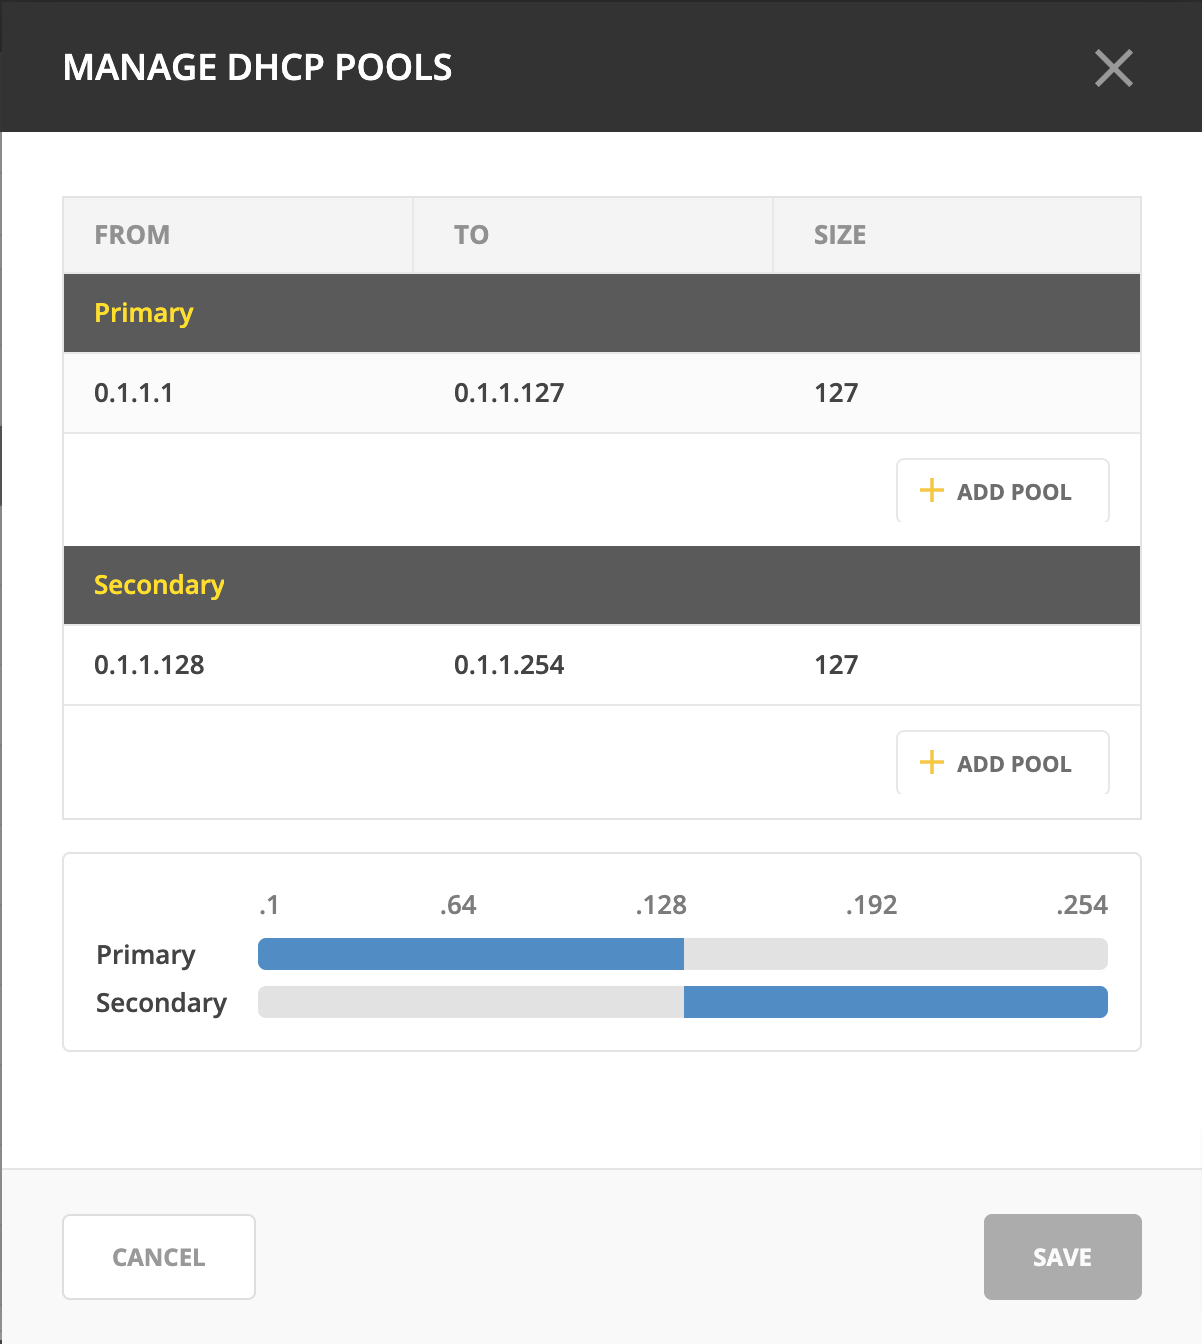 MANAGE DHCP POOLS
FROM TO SIZE
Primary
0.1.1.1 0.1.1.127 127
ADD POOL
Secondary
0.1.1.128 0.1.1.254 127
ADD POOL
.1 .64 .128 .192 .254
Primary
Secondary
CANCEL SAVE